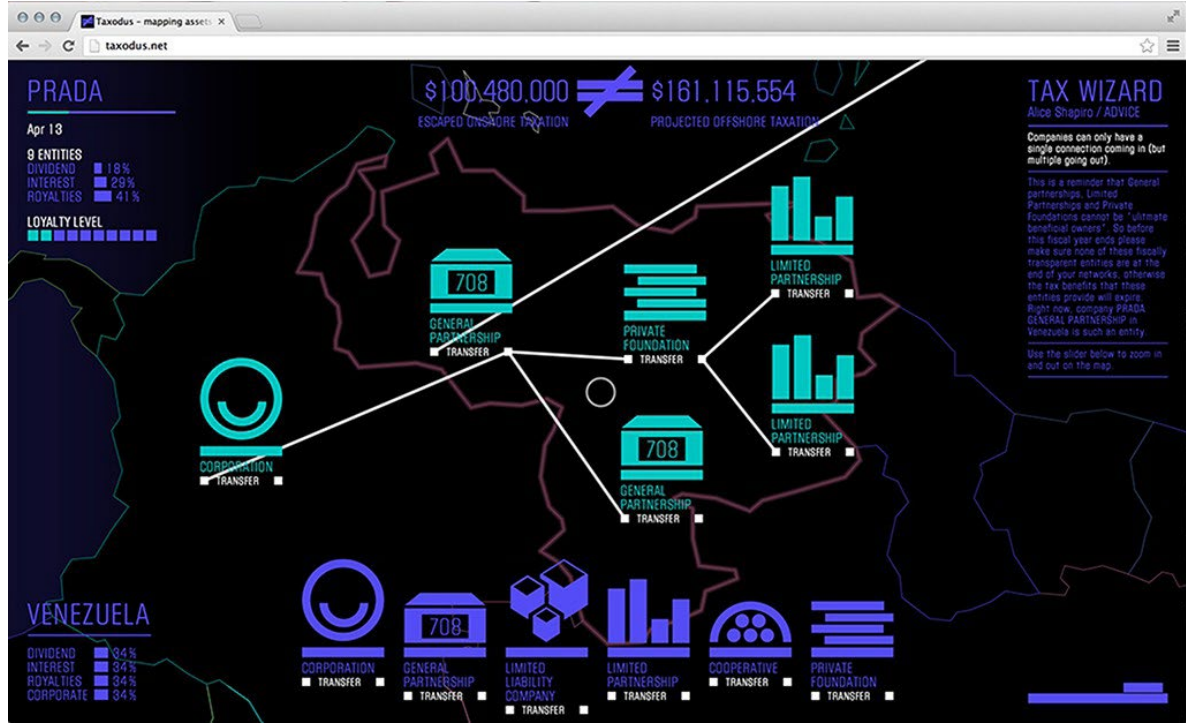 Taxodus – mapping assets
taxodus.net
PRADA
Apr 13
9 ENTITIES
DIVIDEND 18%
INTEREST 29%
ROYALTIES 41%
LOYALTY LEVEL
$100,480,000
ESCAPED ONSHORE TAXATION
$161,115,554
PROJECTED OFFSHORE TAXATION
TAX WIZARD
Alice Shapiro / ADVICE
Companies can only have a
single connection coming in (but
multiple going out).
This is a reminder that General
partnerships, Limited
Partnerships and Private
Foundations cannot be "ulitmate
beneficial owners". So before
this fiscal year ends please
make sure none of these fiscally
transparent entities are at the
end of your networks, otherwise
the tax benefits that these
entities provide will expire.
Right now, company PRADA
GENERAL PARTNERSHIP in
Venezuela is such an entity.
Use the slider below to zoom in
and out on the map.
LIMITED
PARTNERSHIP
TRANSFER
708
GENERAL
PARTNERSHIP
TRANSFER
PRIVATE
FOUNDATION
TRANSFER
LIMITED
PARTNERSHIP
TRANSFER
CORPORATION
TRANSFER
708
GENERAL
PARTNERSHIP
TRANSFER
VENEZUELA
DIVIDEND 34%
INTEREST 34%
ROYALTIES 34%
CORPORATE 34%
CORPORATION
TRANSFER
708
GENERAL
PARTNERSHIP
TRANSFER
LIMITED
LIABILITY
COMPANY
TRANSFER
LIMITED
PARTNERSHIP
TRANSFER
COOPERATIVE
TRANSFER
PRIVATE
FOUNDATION
TRANSFER